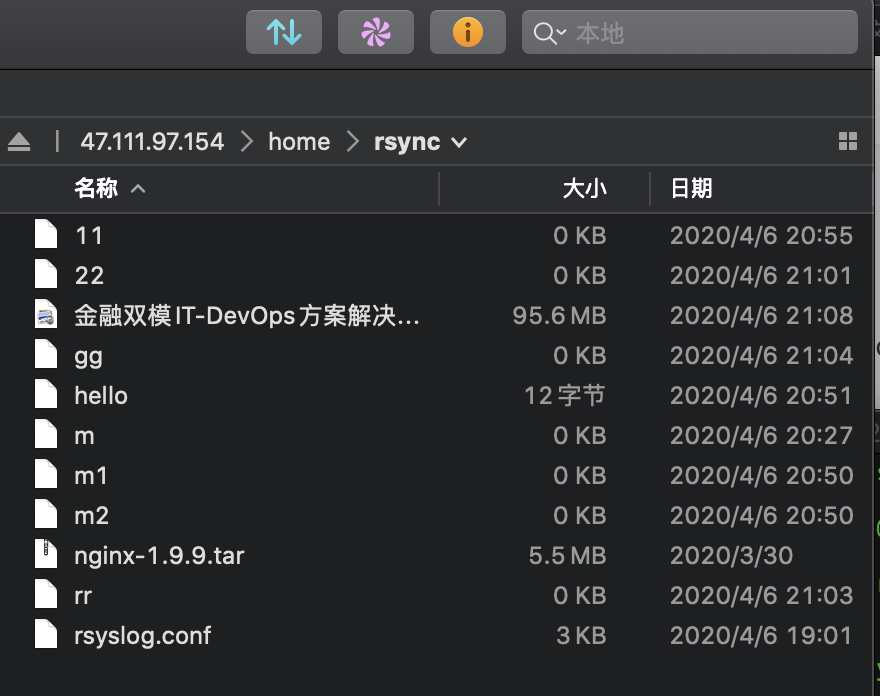 本地
47.111.97.154 home rsync
名称 大小 日期
11 0 KB 2020/4/6 20:55
22 0 KB 2020/4/6 21:01
金融双模IT-DevOps方案解决... 95.6 MB 2020/4/6 21:08
gg 0 KB 2020/4/6 21:04
hello 12 字节 2020/4/6 20:51
m 0 KB 2020/4/6 20:27
m1 0 KB 2020/4/6 20:50
m2 0 KB 2020/4/6 20:50
nginx-1.9.9.tar 5.5 MB 2020/3/30
rr 0 KB 2020/4/6 21:03
rsyslog.conf 3 KB 2020/4/6 19:01